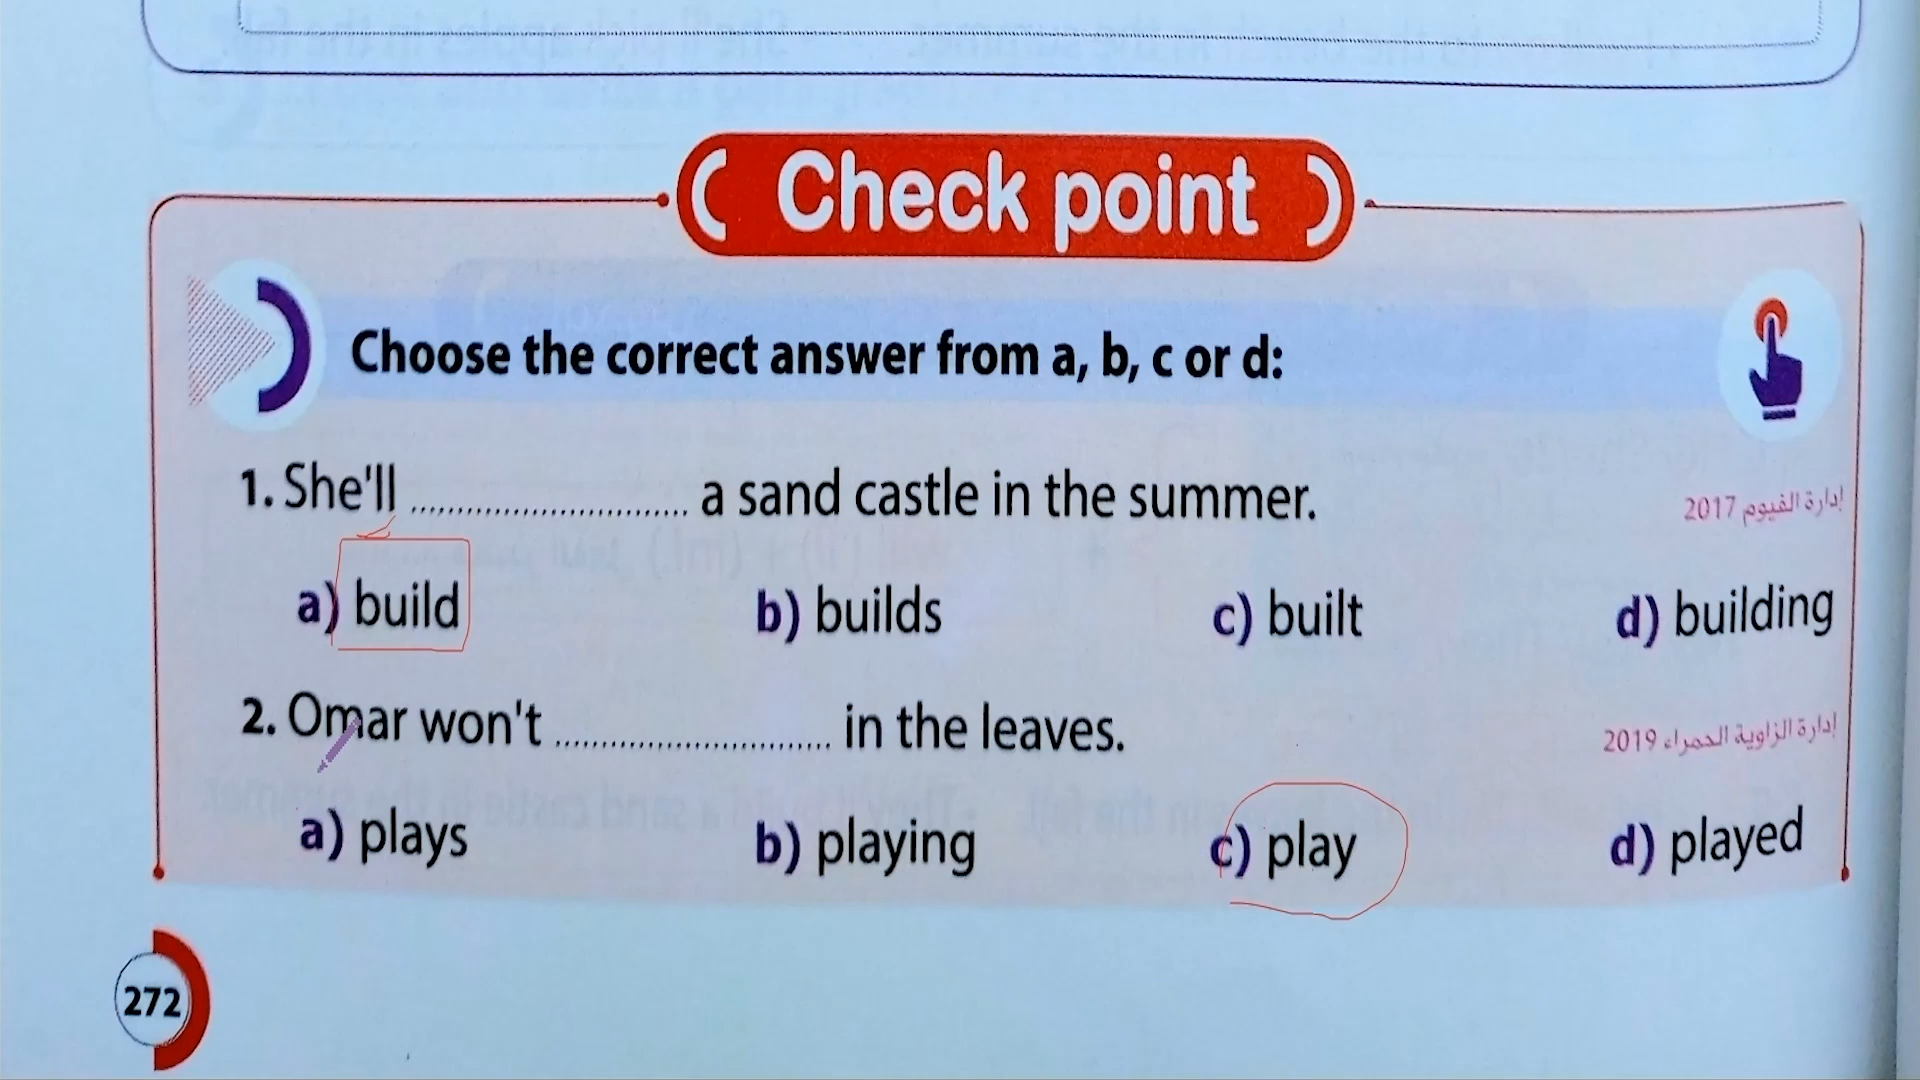 Check point
Choose the correct answer from a, b, c or d:
1. She'll ............................ a sand castle in the summer. إدارة الفيوم 2017
a) build b) builds c) built d) building
2. Omar won't ............................ in the leaves. إدارة الزاوية الحمراء 2019
a) plays b) playing c) play d) played
272